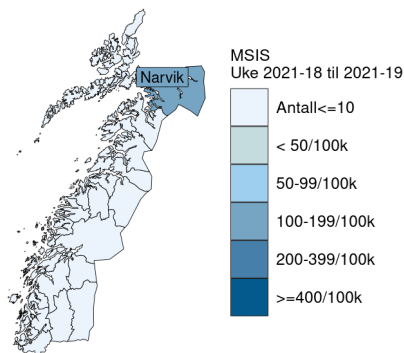 Narvik
MSIS
Uke 2021-18 til 2021-19
Antall<=10
< 50/100k
50-99/100k
100-199/100k
200-399/100k
>=400/100k